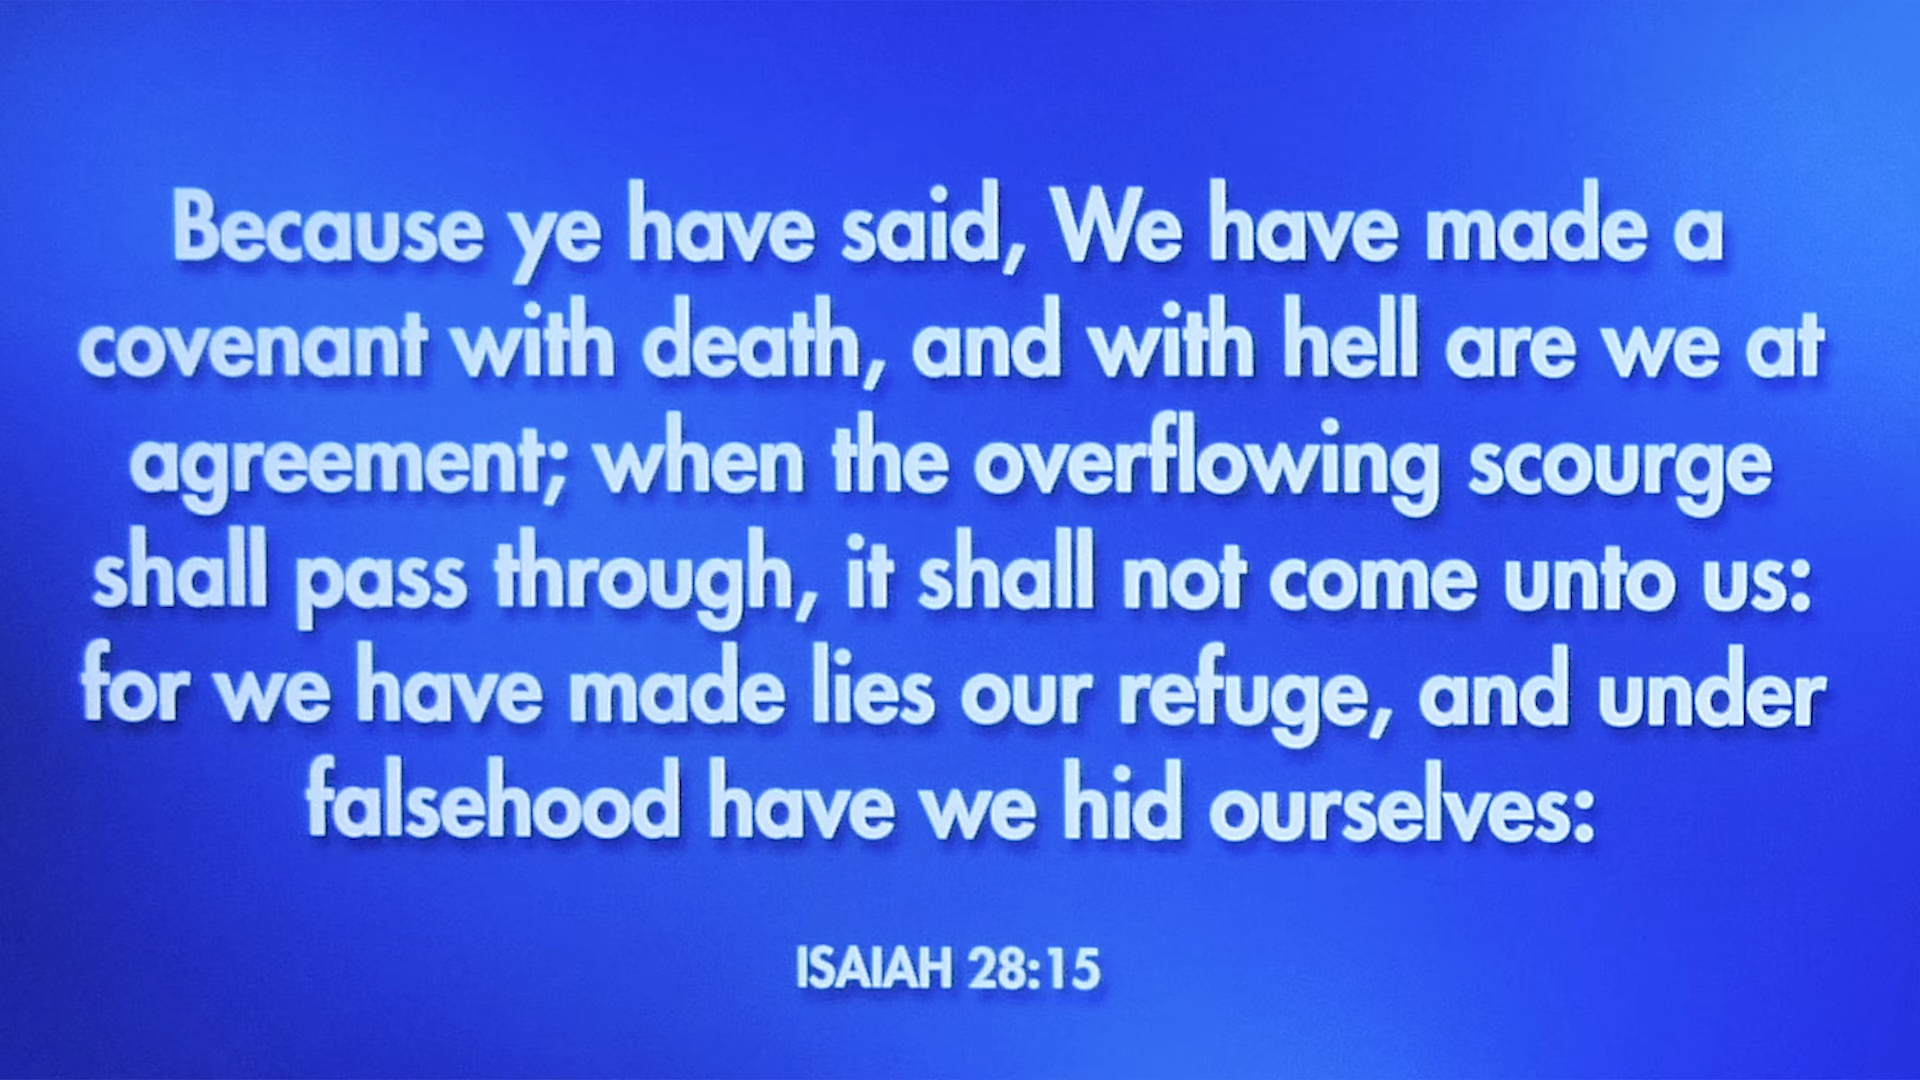 Because ye have said, We have made a
covenant with death, and with hell are we at
agreement; when the overflowing scourge
shall pass through, it shall not come unto us:
for we have made lies our refuge, and under
falsehood have we hid ourselves:
ISAIAH 28:15